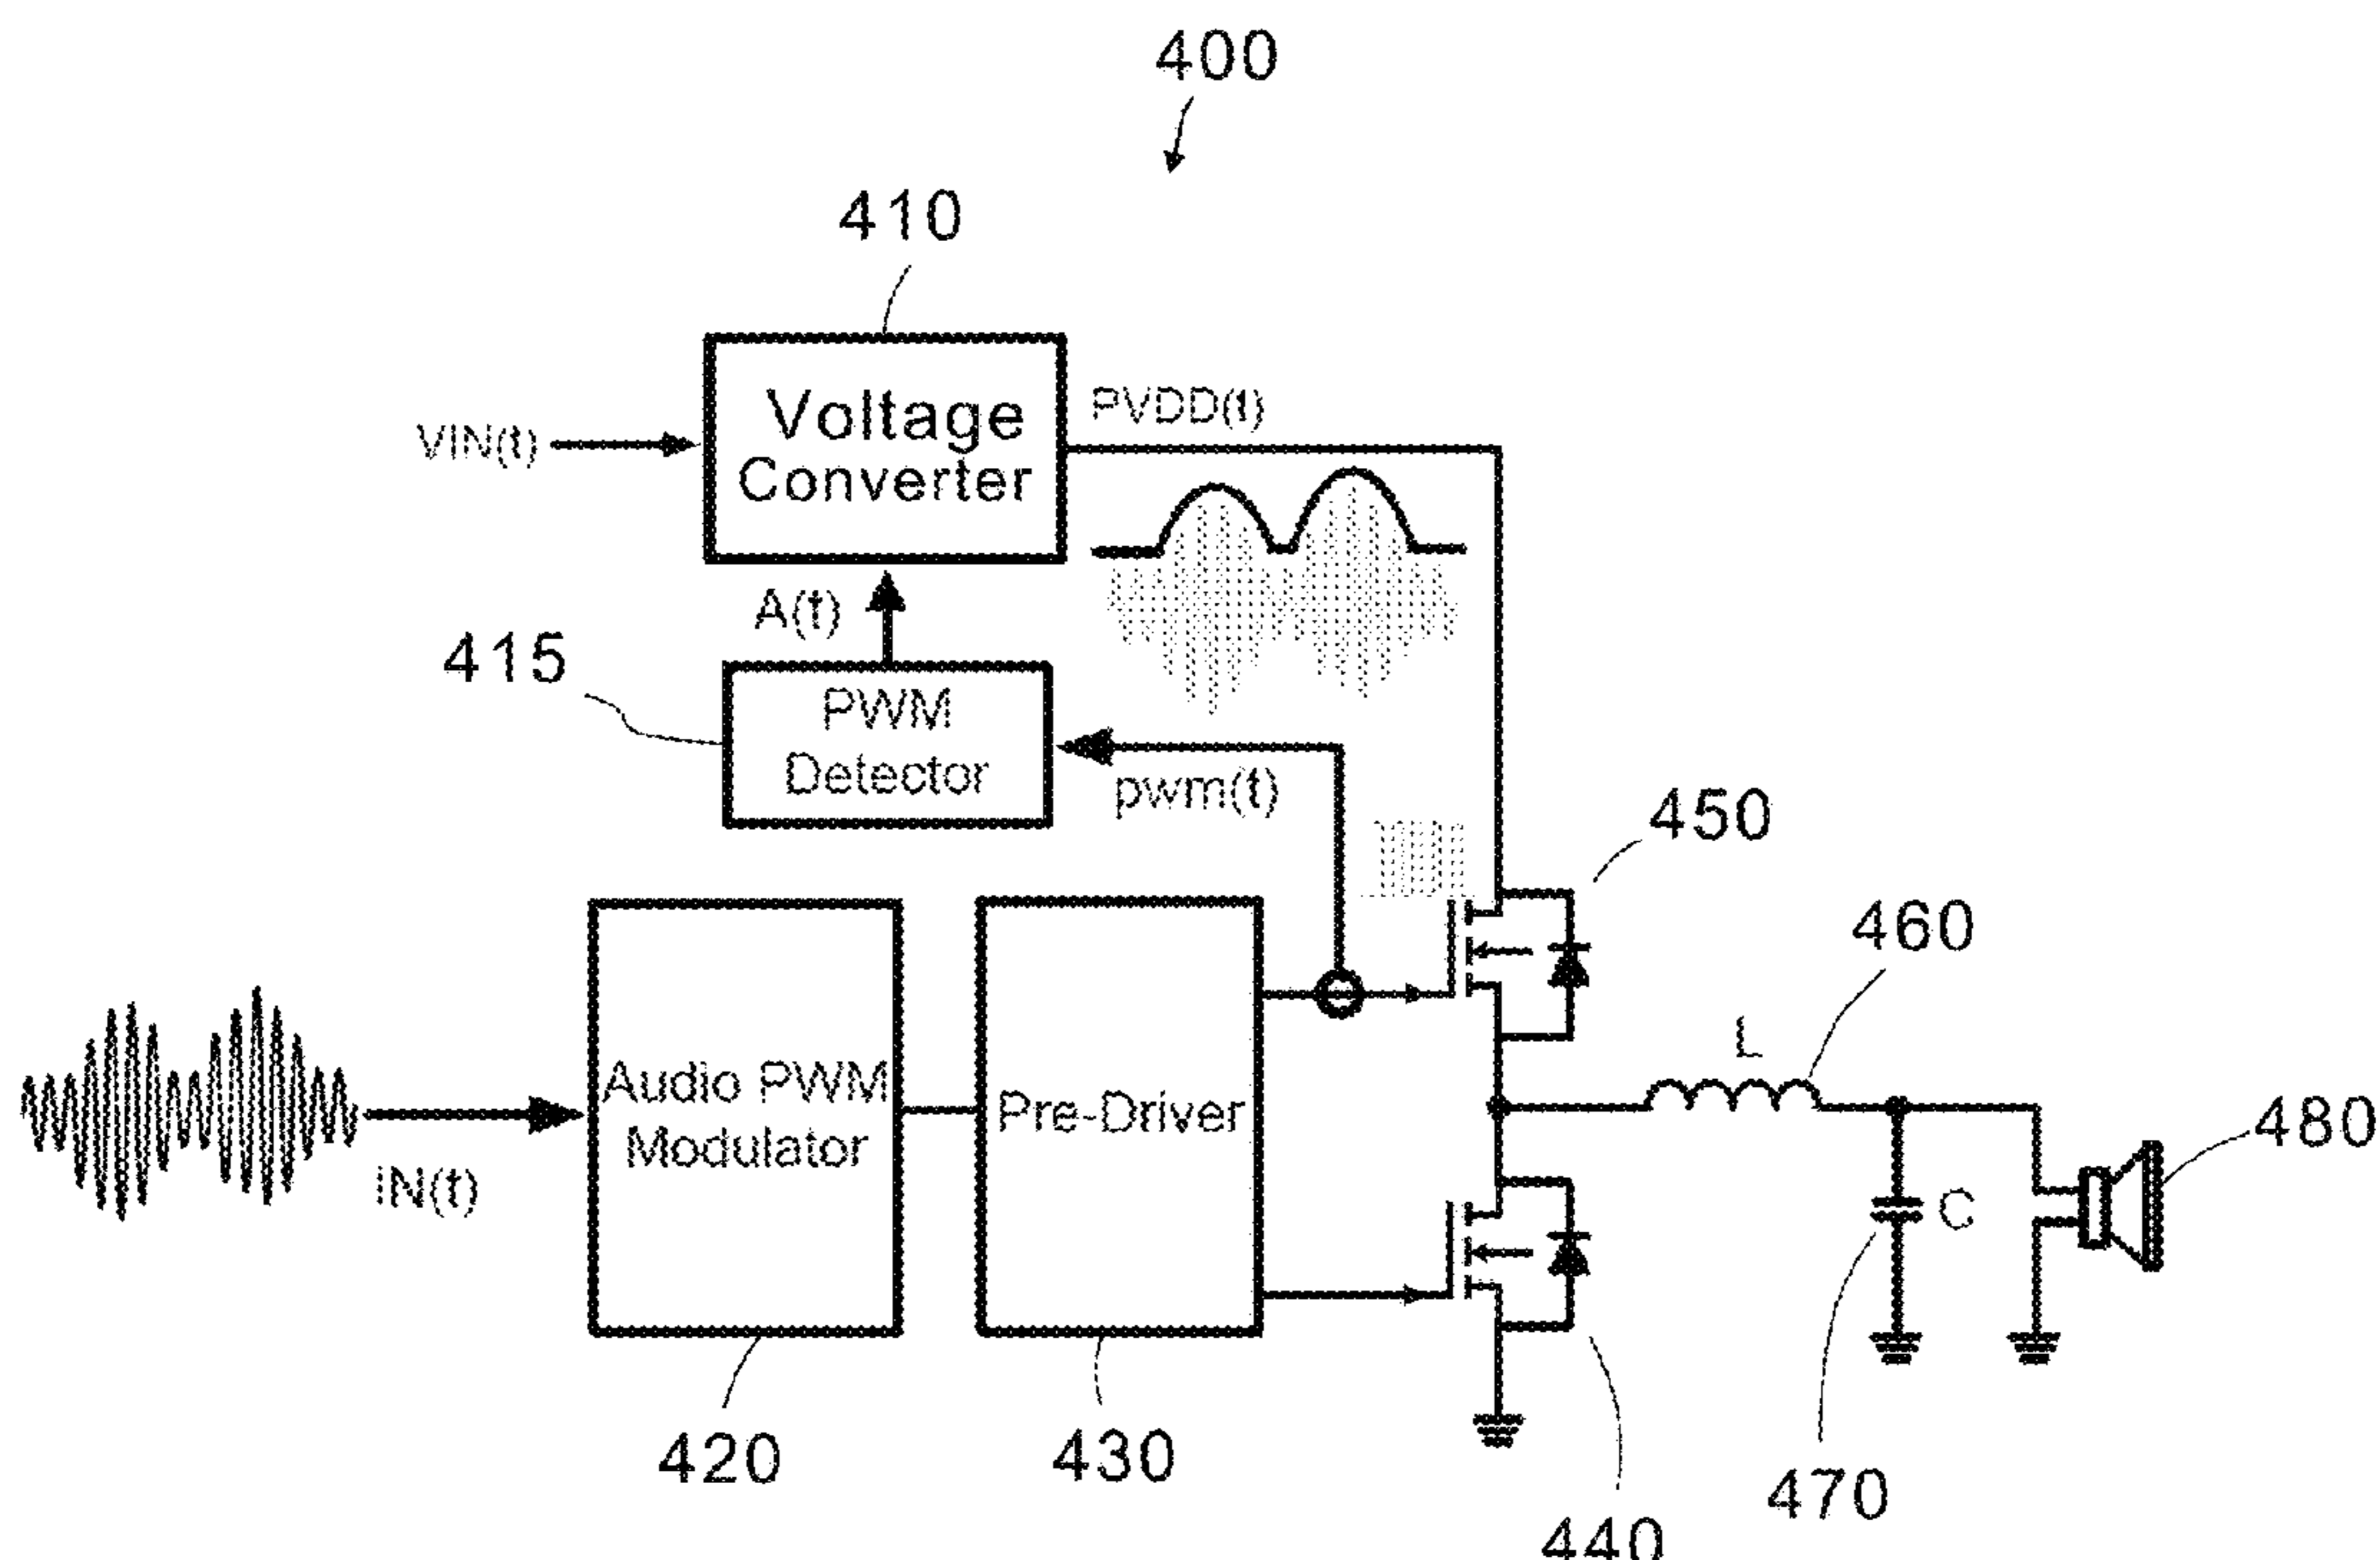 400
410
Voltage
Converter
VIN(t)
PVDD(t)
A(t)
415
PWM
Detector
pwm(t)
450
460
L
Audio PWM
Modulator
Pre-Driver
IN(t)
480
C
420
430
470
440